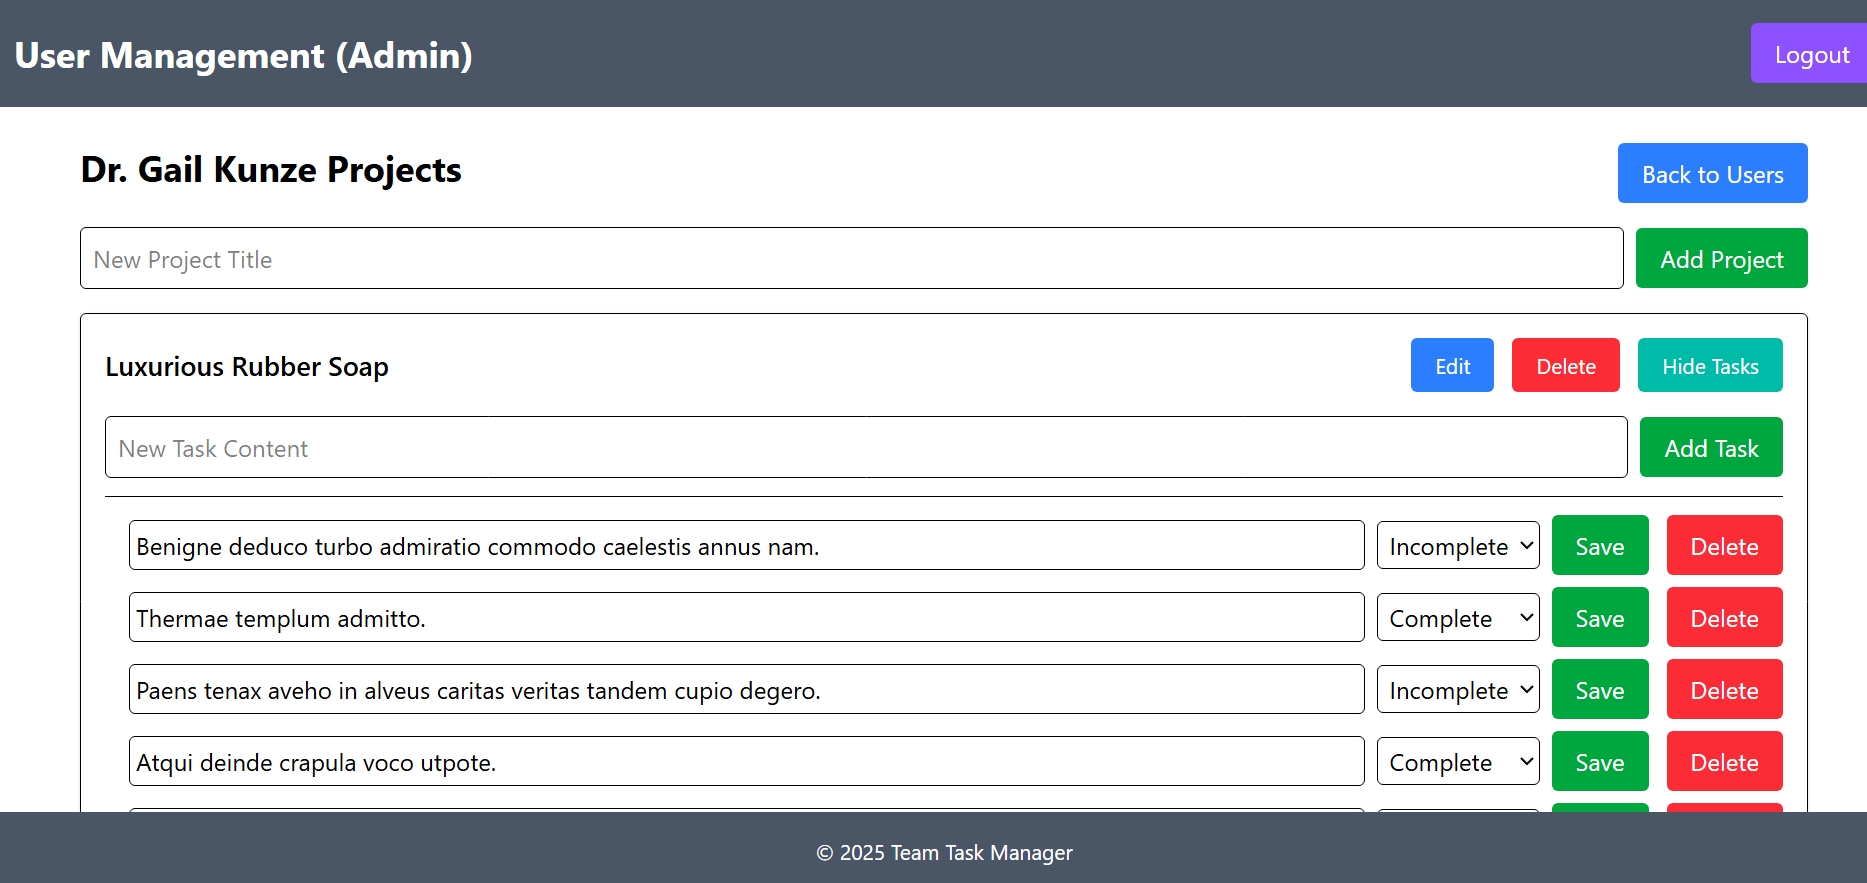 User Management (Admin)
Logout
Dr. Gail Kunze Projects
Back to Users
New Project Title
Add Project
Luxurious Rubber Soap
Edit
Delete
Hide Tasks
New Task Content
Add Task
Benigne deduco turbo admiratio commodo caelestis annus nam.
Incomplete
Save
Delete
Thermae templum admitto.
Complete
Save
Delete
Paens tenax aveho in alveus caritas veritas tandem cupio degero.
Incomplete
Save
Delete
Atqui deinde crapula voco utpote.
Complete
Save
Delete
© 2025 Team Task Manager